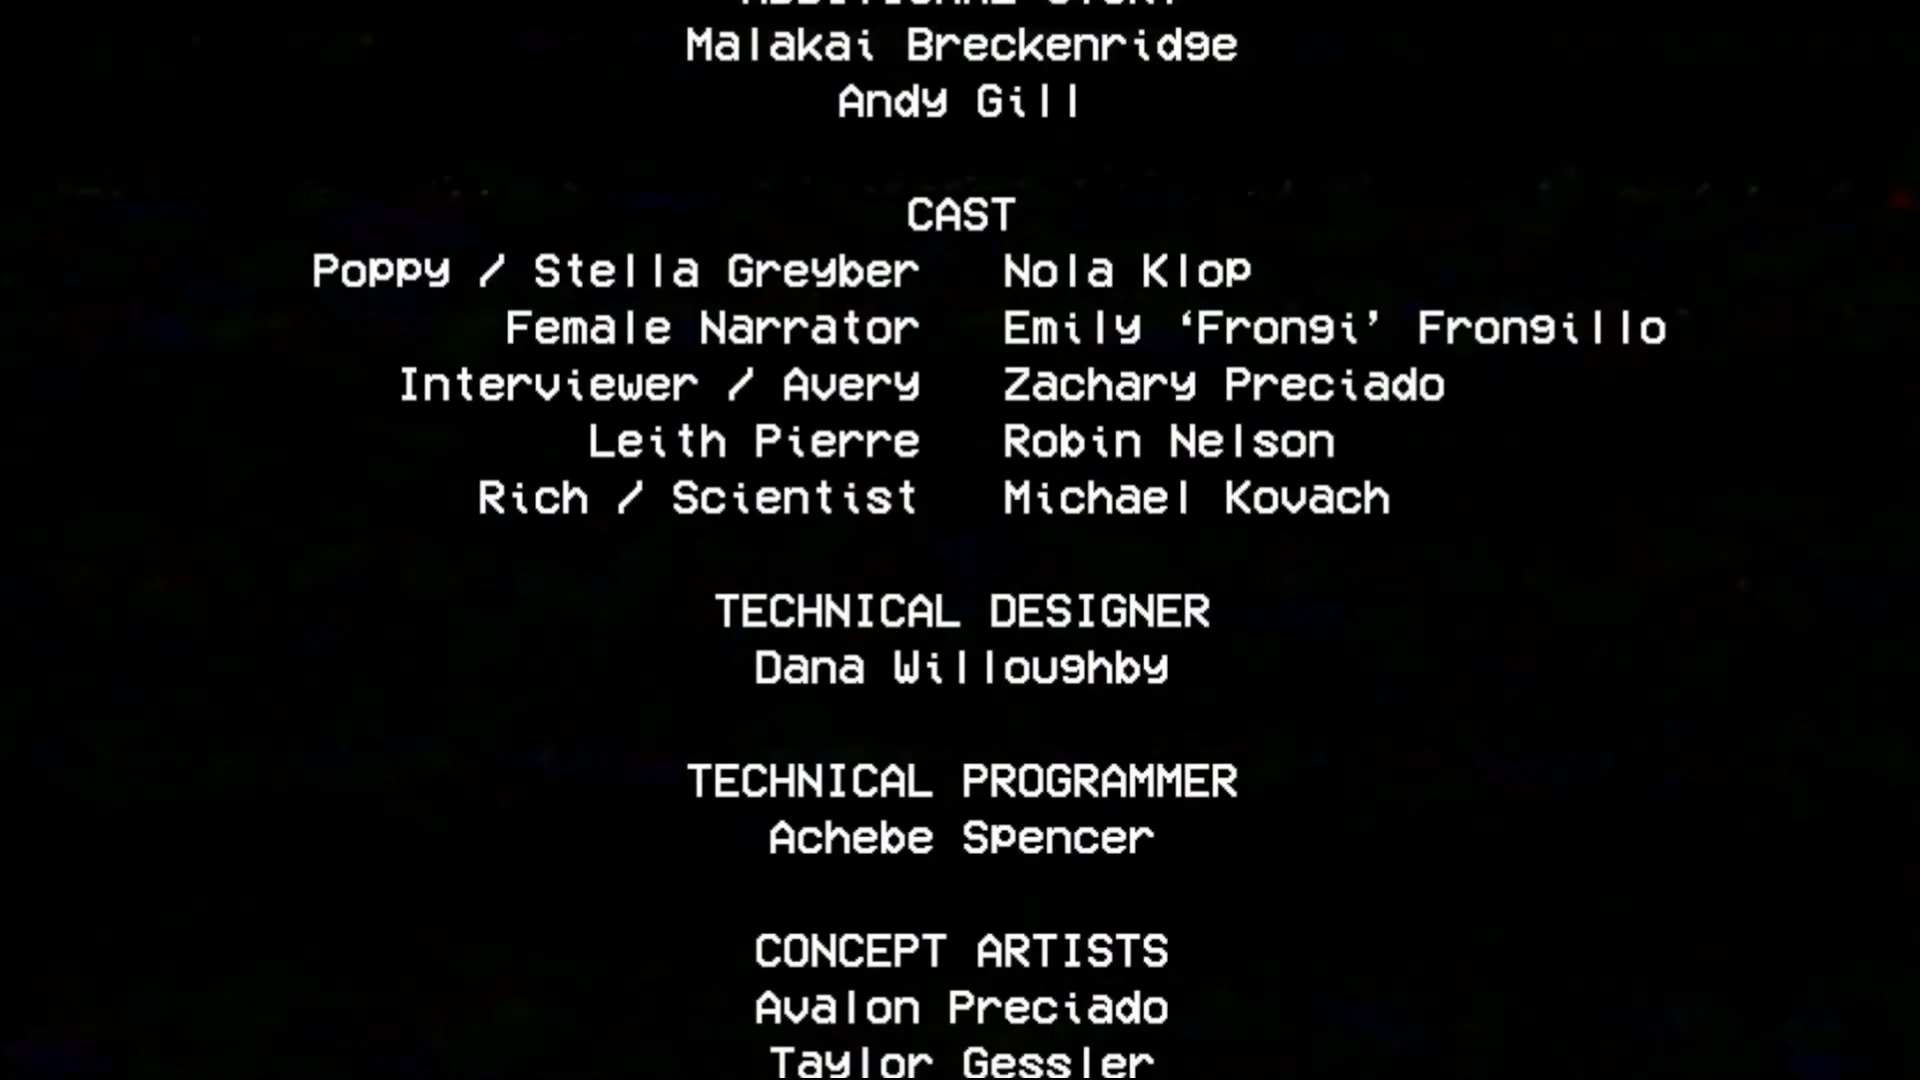 ADDITIONAL STORY
Malakai Breckenridge
Andy Gill
CAST
Poppy / Stella Greyber Nola Klop
Female Narrator Emily ‘Frongi’ Frongillo
Interviewer / Avery Zachary Preciado
Leith Pierre Robin Nelson
Rich / Scientist Michael Kovach
TECHNICAL DESIGNER
Dana Willoughby
TECHNICAL PROGRAMMER
Achebe Spencer
CONCEPT ARTISTS
Avalon Preciado
Taylor Gessler